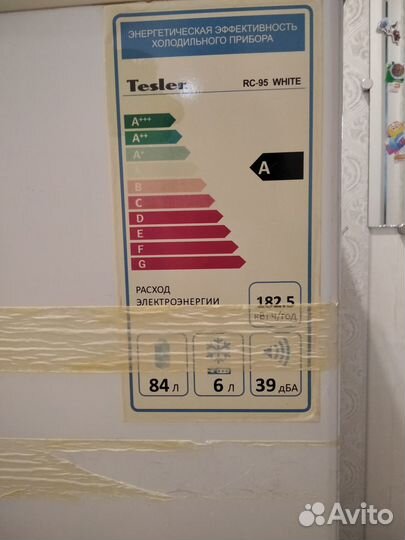 ЭНЕРГЕТИЧЕСКАЯ ЭФФЕКТИВНОСТЬ
ХОЛОДИЛЬНОГО ПРИБОРА
Tesler RC-95 WHITE
A+++
A++
A+
A
A
B
C
D
E
F
G
РАСХОД
ЭЛЕКТРОЭНЕРГИИ
182.5
кВт.ч/год
84 л
6 л
39 дБА
Avito